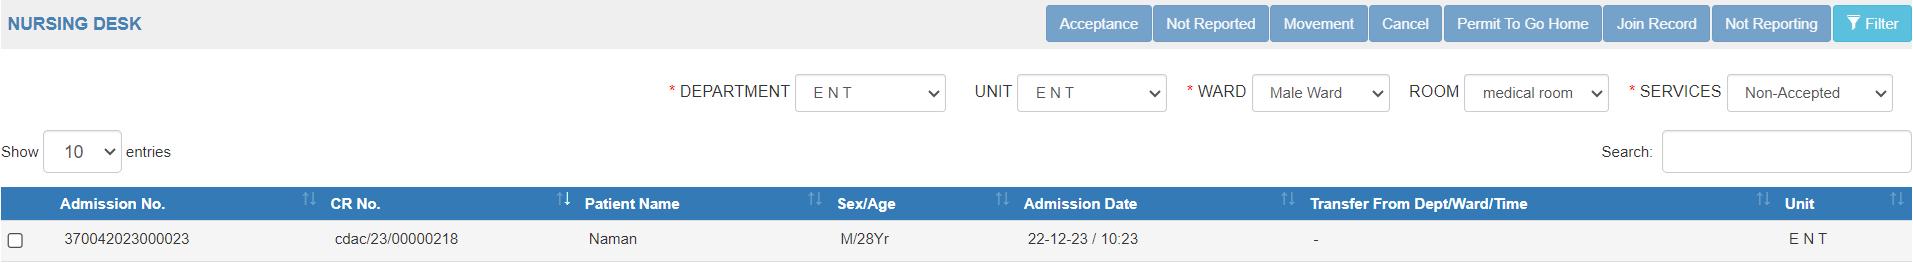 NURSING DESK Acceptance Not Reported Movement Cancel Permit To Go Home Join Record Not Reporting Filter
* DEPARTMENT E N T UNIT E N T * WARD Male Ward ROOM medical room * SERVICES Non-Accepted
Show 10 entries Search:
Admission No. CR No. Patient Name Sex/Age Admission Date Transfer From Dept/Ward/Time Unit
370042023000023 cdac/23/00000218 Naman M/28Yr 22-12-23 / 10:23 - E N T